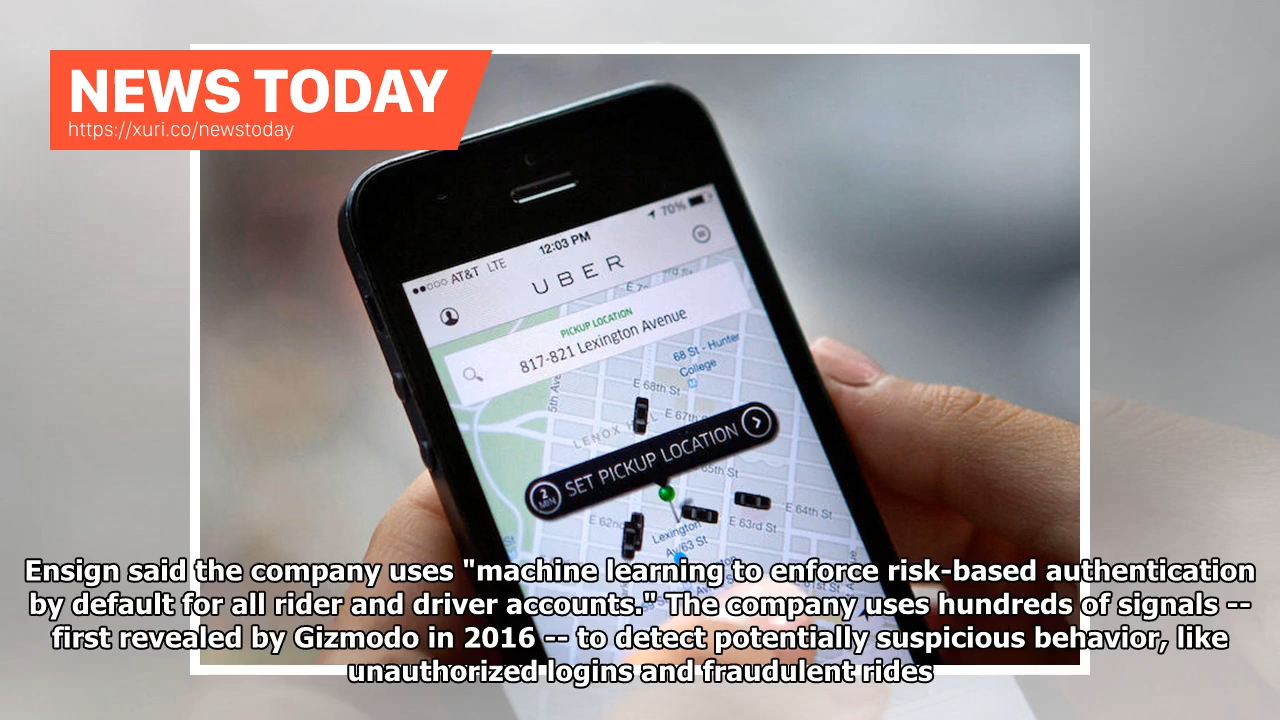 NEWS TODAY
https://xuri.co/newstoday
70%
12:03 PM
AT&T LTE
UBER
PICKUP LOCATION
817-821 Lexington Avenue
68 St - Hunter
College
5th Ave
E 68th St
E 67th
LENOX
SET PICKUP LOCATION
2
MIN
65th St
E 64th St
E 63rd St
E 62nd
Lexington
Av/63 St
Ensign said the company uses "machine learning to enforce risk-based authentication
by default for all rider and driver accounts." The company uses hundreds of signals --
first revealed by Gizmodo in 2016 -- to detect potentially suspicious behavior, like
unauthorized logins and fraudulent rides